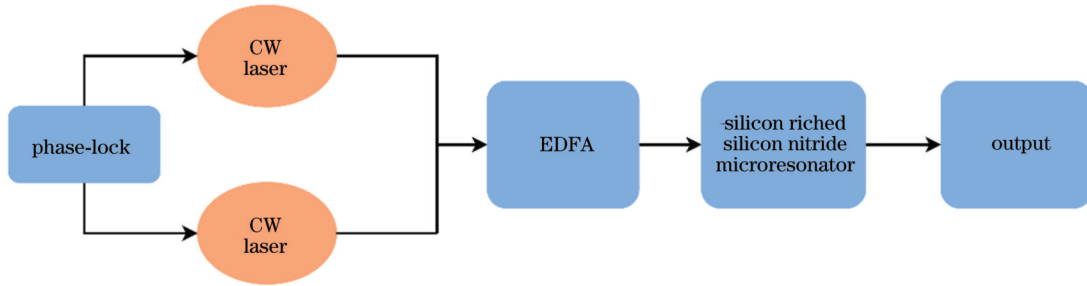 CW
laser
phase-lock
CW
laser
EDFA
-silicon riched
silicon nitride
microresonator
output